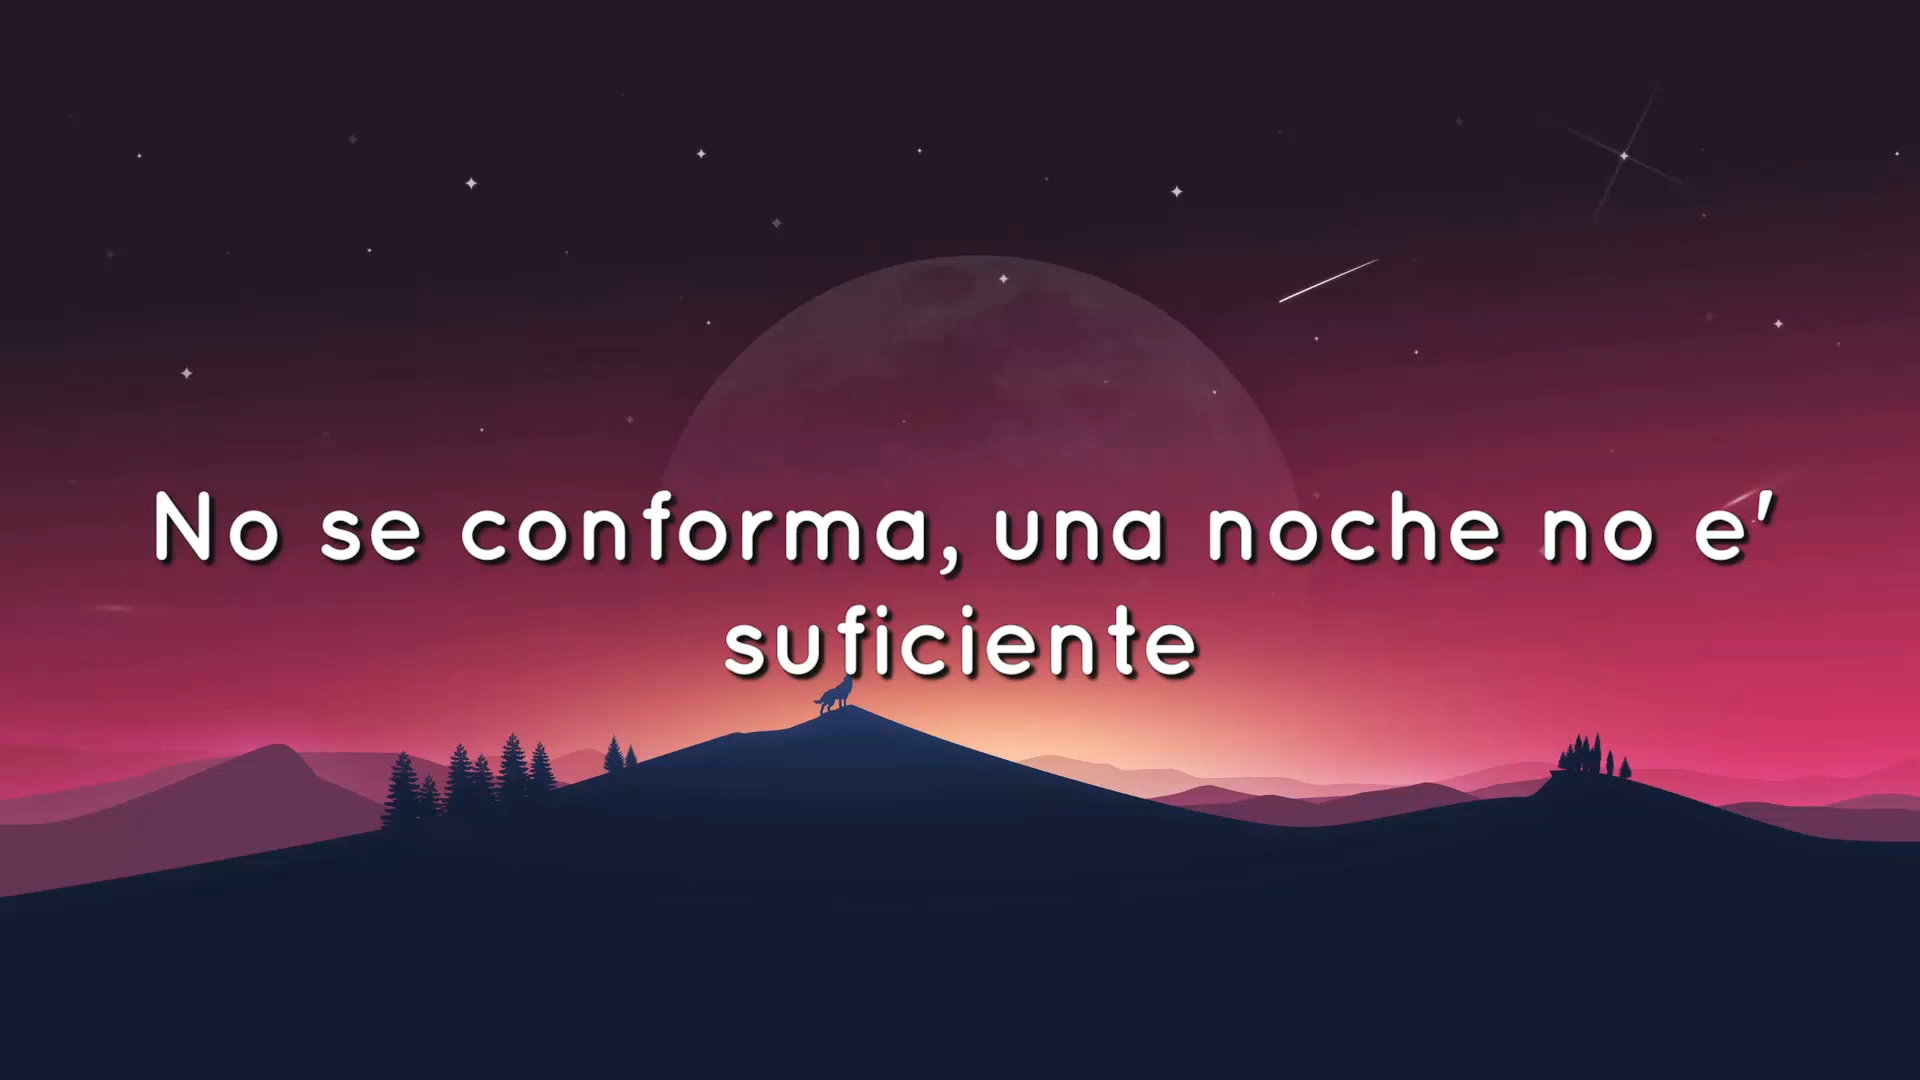 No se conforma, una noche no e'
suficiente